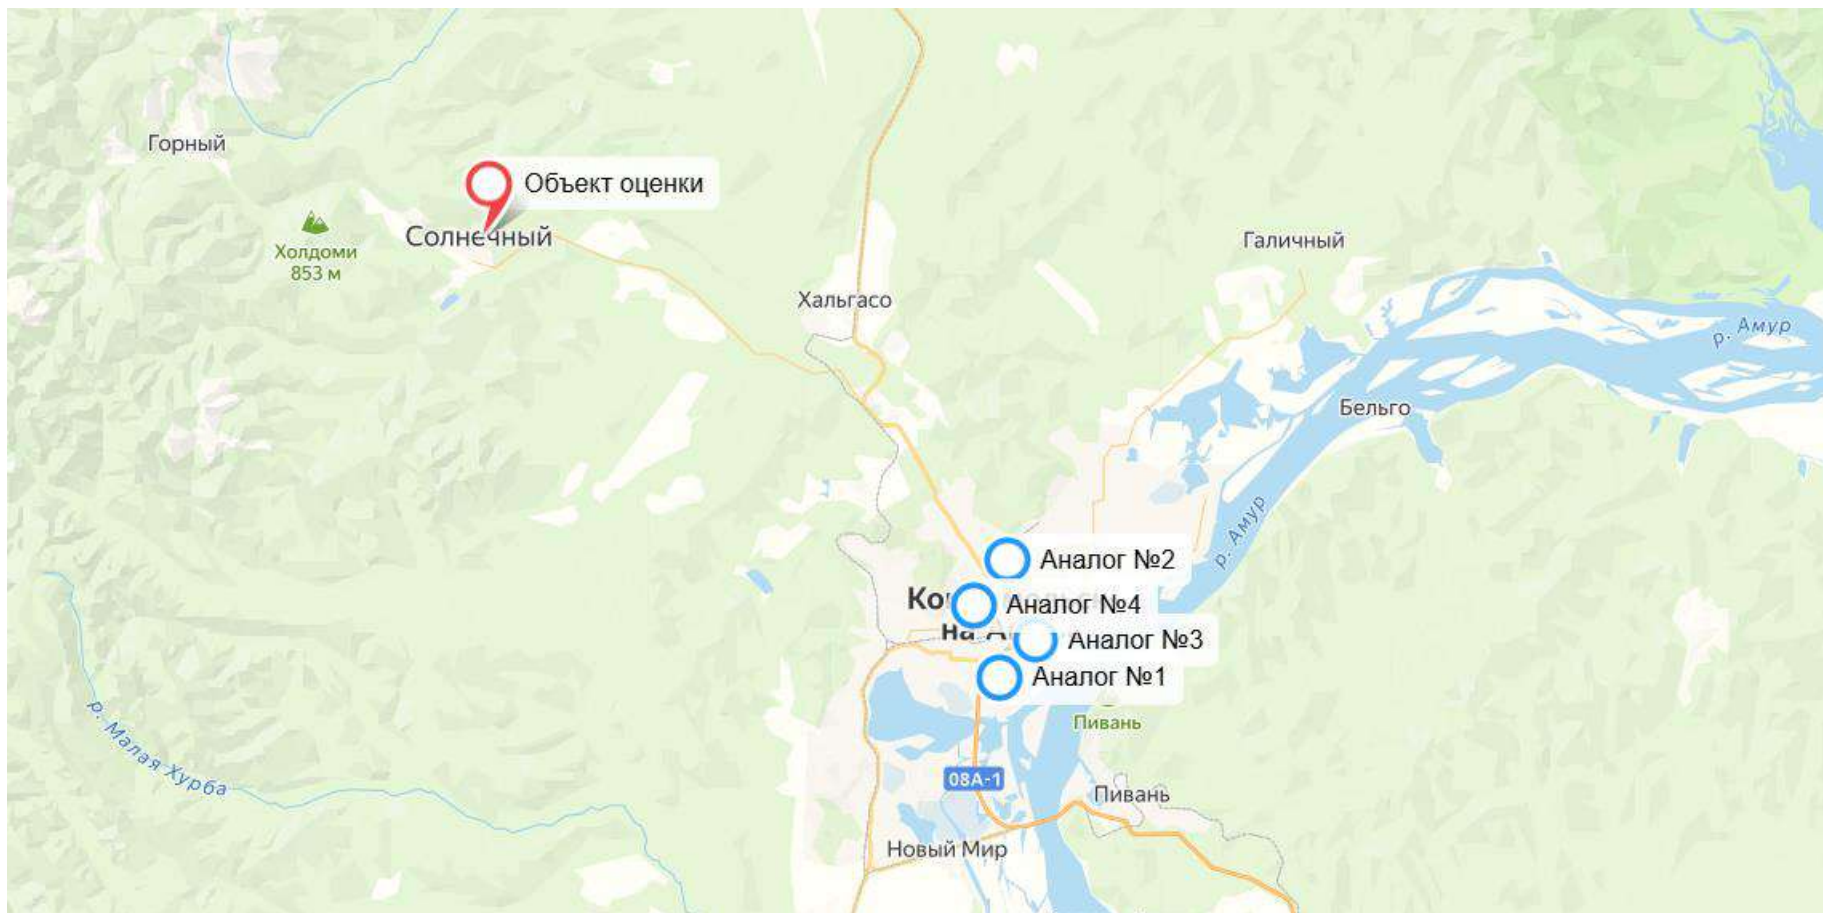 Горный
Объект оценки
Солнечный
Холдоми
853 м
Галичный
Хальгасо
р. Амур
Бельго
р. Амур
Аналог №2
Аналог №4
Аналог №3
Аналог №1
Пивань
р. Малая Хурба
08А-1
Пивань
Новый Мир